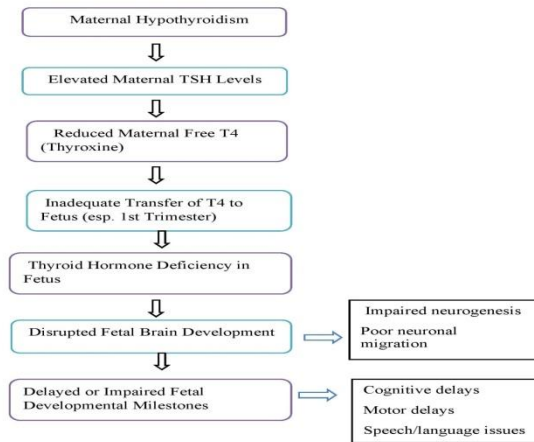 Maternal Hypothyroidism
Elevated Maternal TSH Levels
Reduced Maternal Free T4
(Thyroxine)
Inadequate Transfer of T4 to
Fetus (esp. 1st Trimester)
Thyroid Hormone Deficiency in
Fetus
Disrupted Fetal Brain Development
Impaired neurogenesis
Poor neuronal
migration
Delayed or Impaired Fetal
Developmental Milestones
Cognitive delays
Motor delays
Speech/language issues